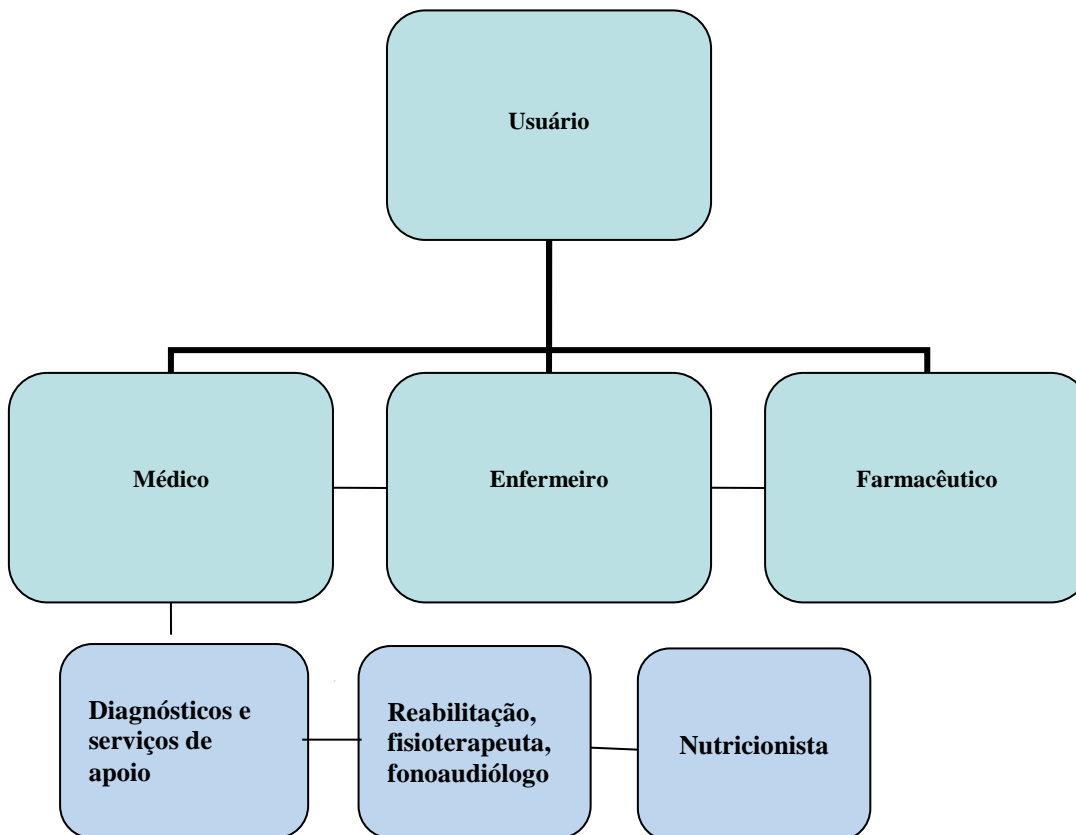 Usuário
Médico
Enfermeiro
Farmacêutico
Diagnósticos e
serviços de
apoio
Reabilitação,
fisioterapeuta,
fonoaudiólogo
Nutricionista